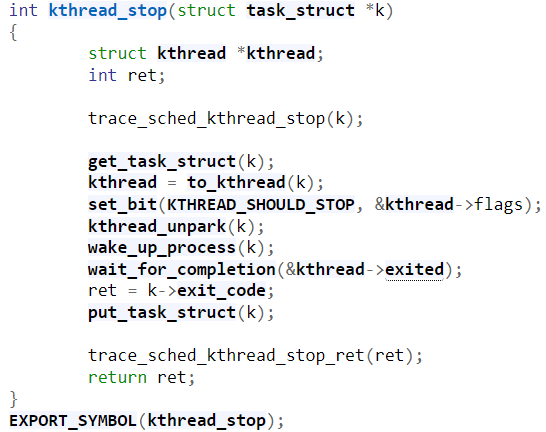 int kthread_stop(struct task_struct *k)
{
        struct kthread *kthread;
        int ret;

        trace_sched_kthread_stop(k);

        get_task_struct(k);
        kthread = to_kthread(k);
        set_bit(KTHREAD_SHOULD_STOP, &kthread->flags);
        kthread_unpark(k);
        wake_up_process(k);
        wait_for_completion(&kthread->exited);
        ret = k->exit_code;
        put_task_struct(k);

        trace_sched_kthread_stop_ret(ret);
        return ret;
}
EXPORT_SYMBOL(kthread_stop);